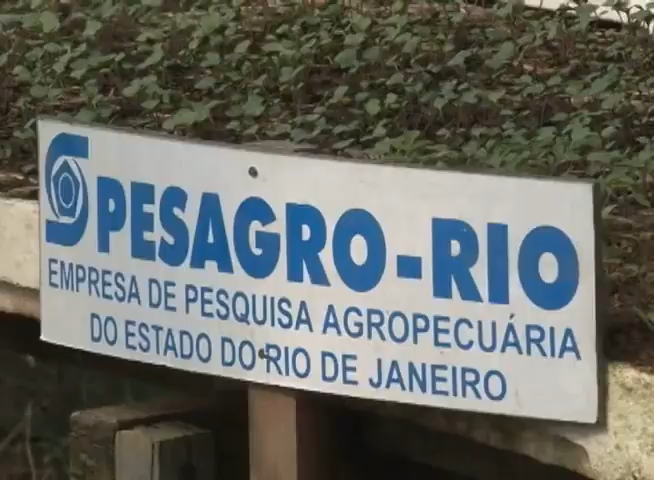 PESAGRO-RIO
EMPRESA DE PESQUISA AGROPECUÁRIA
DO ESTADO DO RIO DE JANEIRO